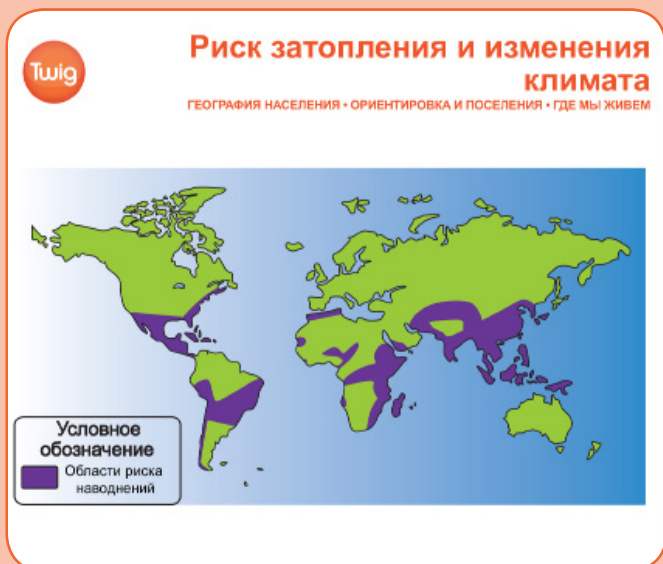 Twig
Риск затопления и изменения
климата
ГЕОГРАФИЯ НАСЕЛЕНИЯ • ОРИЕНТИРОВКА И ПОСЕЛЕНИЯ • ГДЕ МЫ ЖИВЕМ
Условное
обозначение
Области риска
наводнений